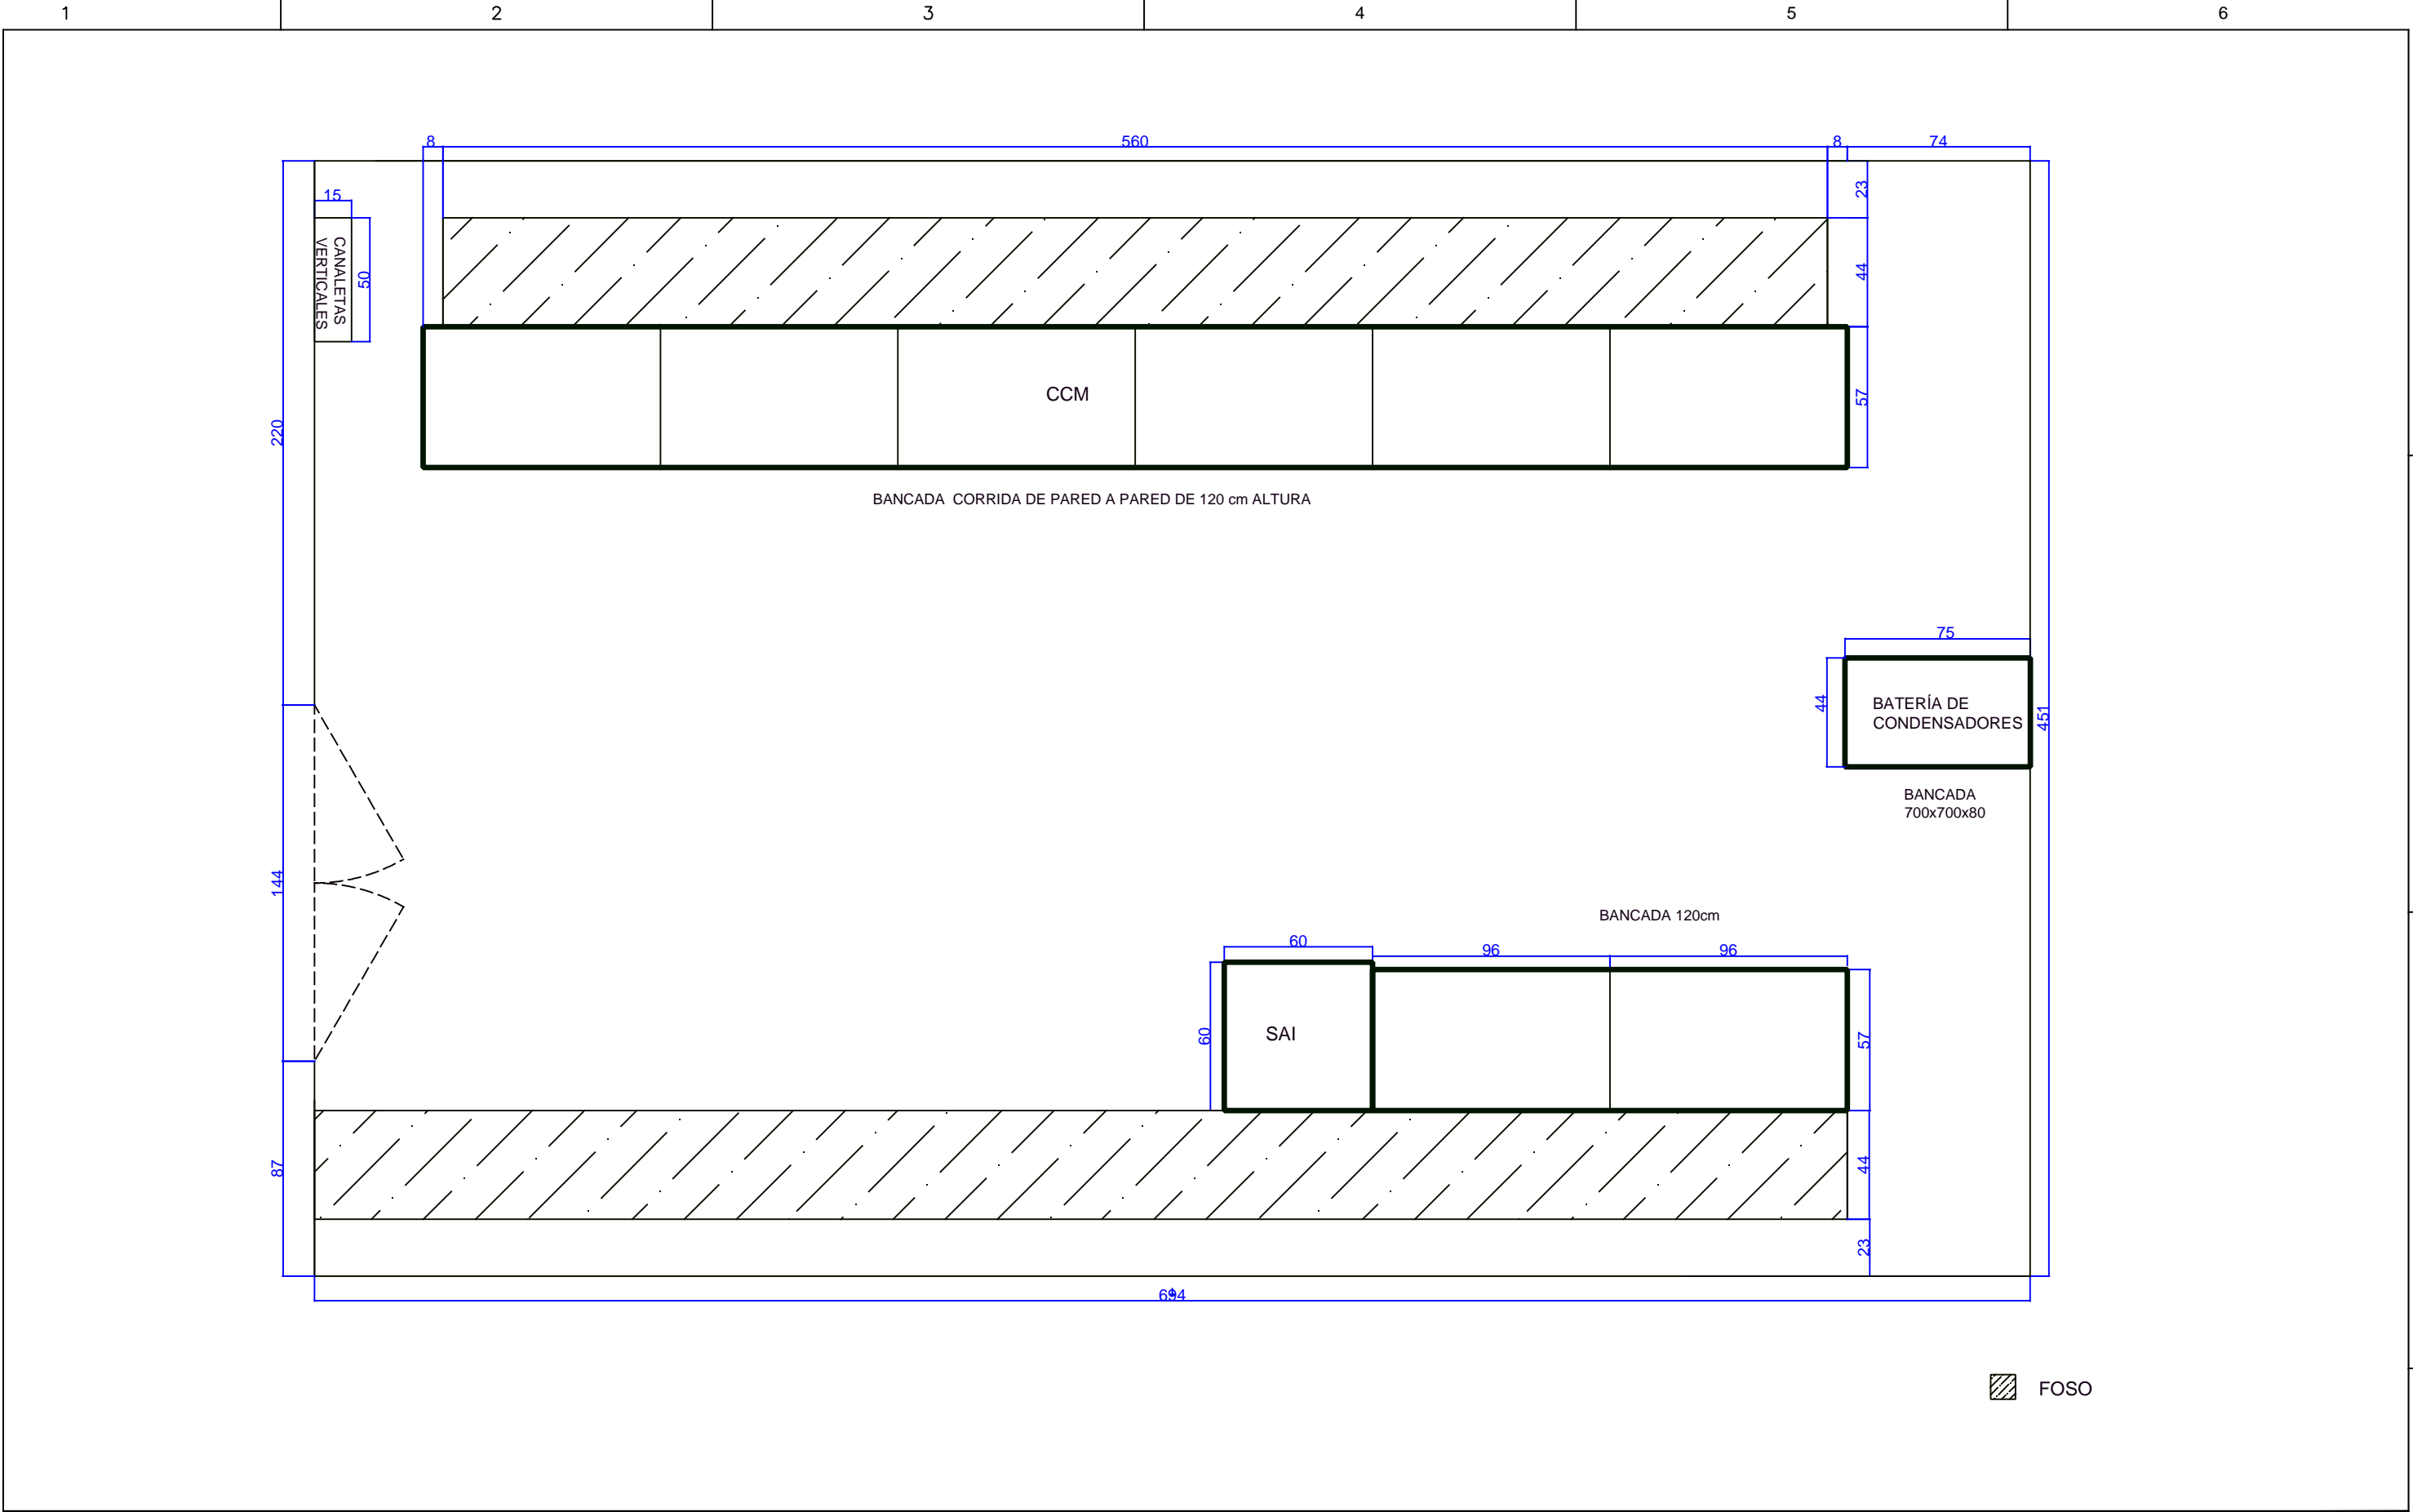 1 2 3 4 5 6
8 560 8 74
15
23
CANALETAS
VERTICALES
50
44
CCM
57
220
BANCADA  CORRIDA DE PARED A PARED DE 120 cm ALTURA
75
44
BATERÍA DE
CONDENSADORES
451
BANCADA
700x700x80
144
BANCADA 120cm
60 96 96
60
SAI
57
87
44
23
FOSO